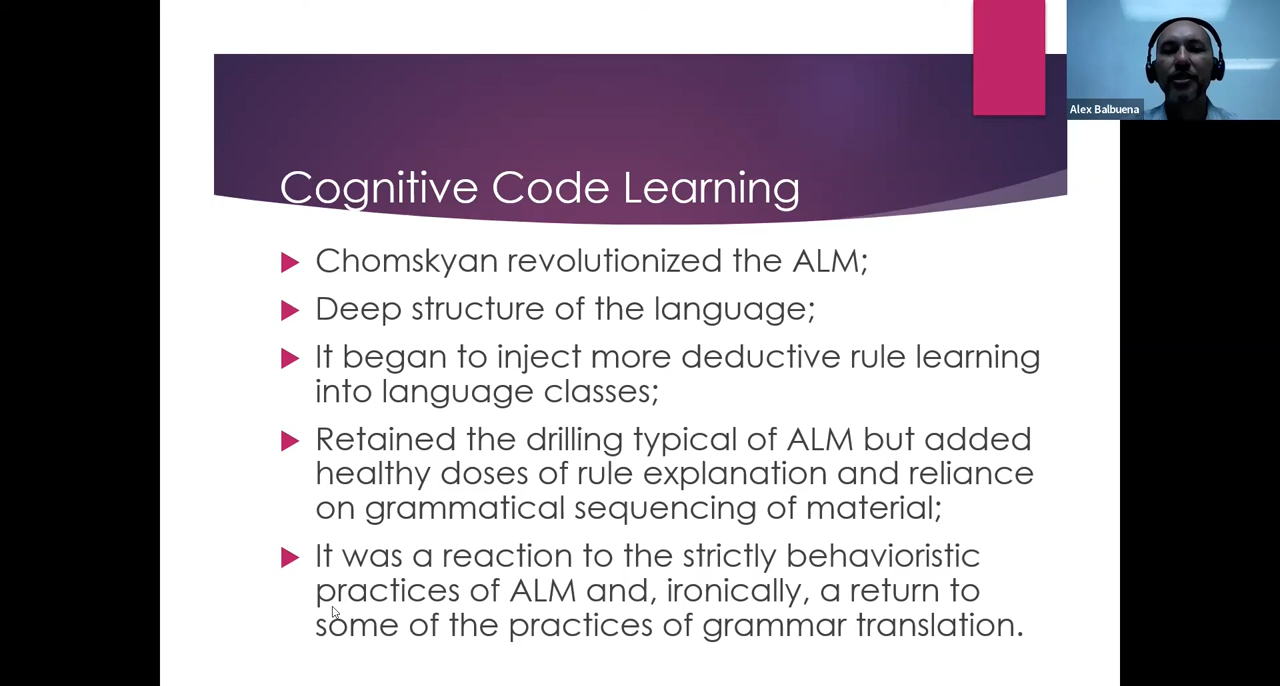 Alex Balbuena
Cognitive Code Learning
Chomskyan revolutionized the ALM;
Deep structure of the language;
It began to inject more deductive rule learning
into language classes;
Retained the drilling typical of ALM but added
healthy doses of rule explanation and reliance
on grammatical sequencing of material;
It was a reaction to the strictly behavioristic
practices of ALM and, ironically, a return to
some of the practices of grammar translation.